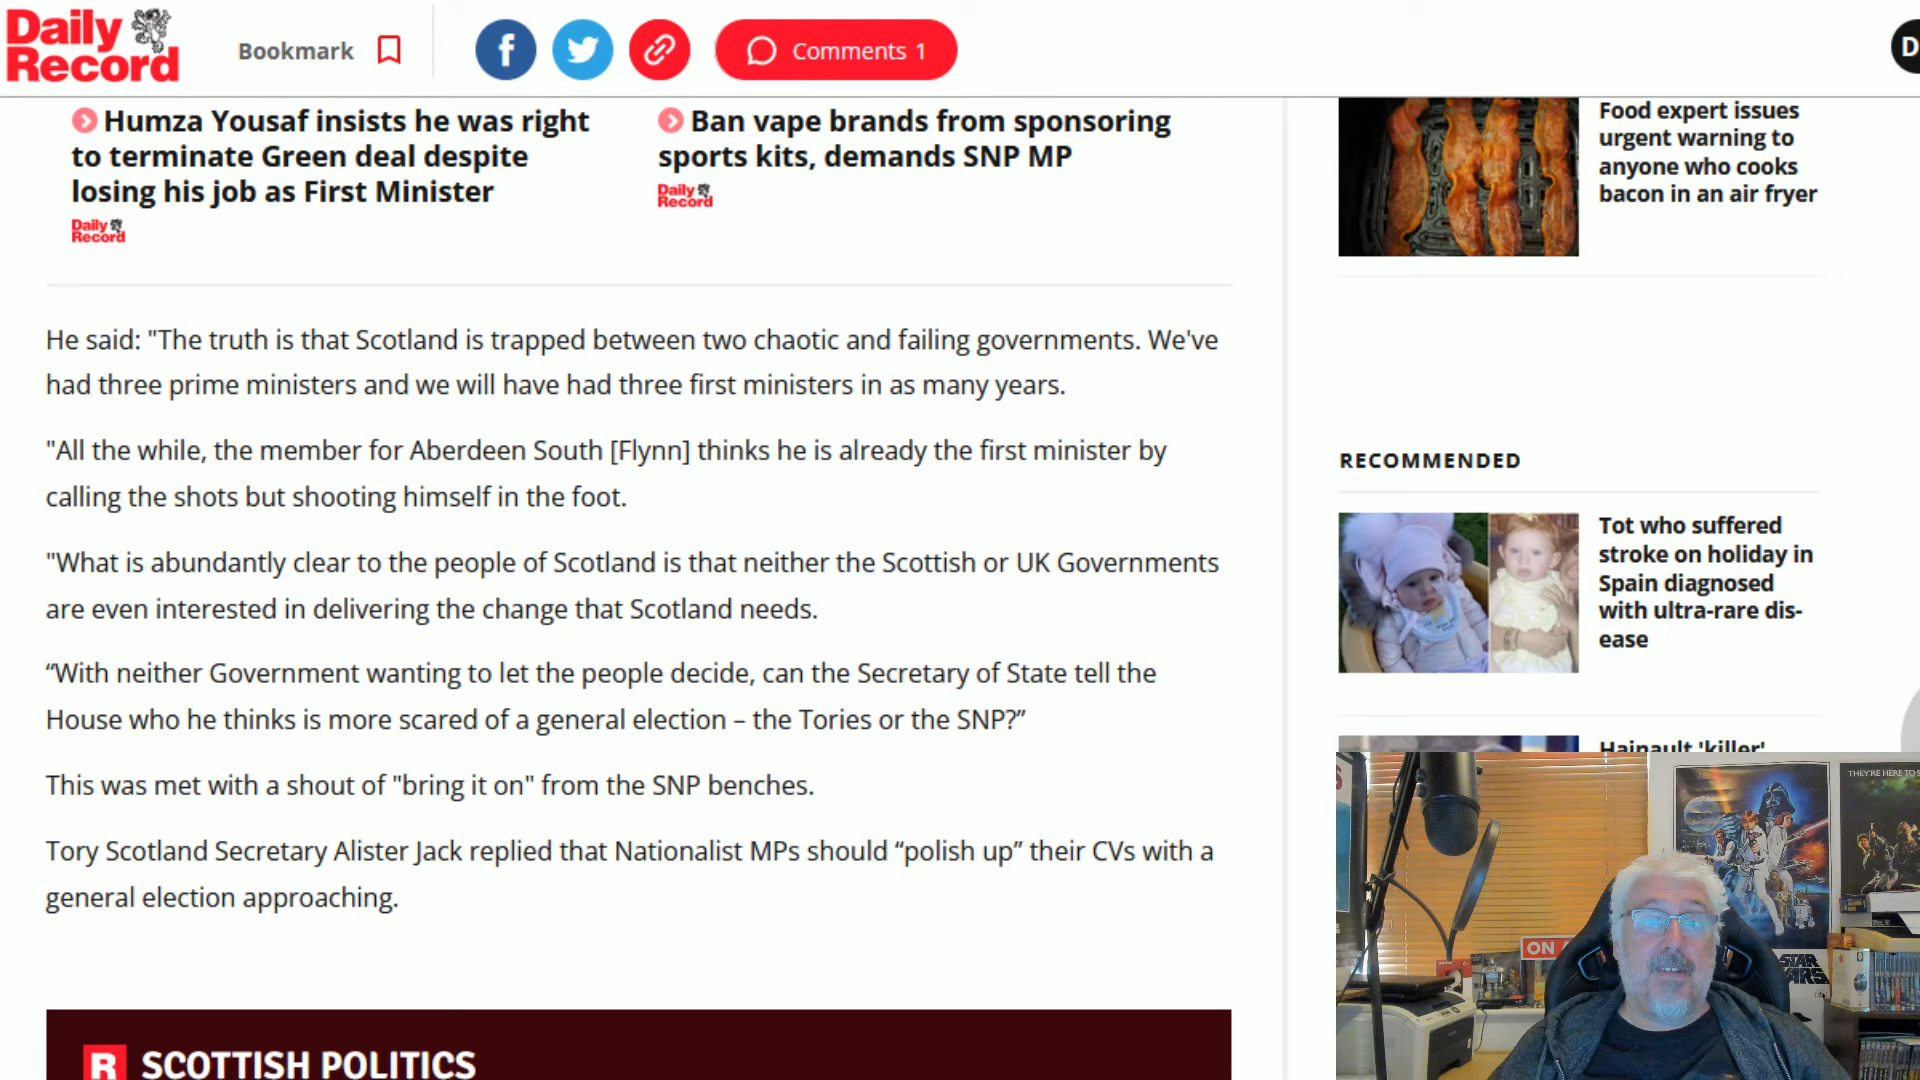 Daily
Record
Bookmark
Comments 1
D
Humza Yousaf insists he was right
to terminate Green deal despite
losing his job as First Minister
Daily
Record
Ban vape brands from sponsoring
sports kits, demands SNP MP
Daily
Record
He said: "The truth is that Scotland is trapped between two chaotic and failing governments. We've
had three prime ministers and we will have had three first ministers in as many years.
"All the while, the member for Aberdeen South [Flynn] thinks he is already the first minister by
calling the shots but shooting himself in the foot.
"What is abundantly clear to the people of Scotland is that neither the Scottish or UK Governments
are even interested in delivering the change that Scotland needs.
“With neither Government wanting to let the people decide, can the Secretary of State tell the
House who he thinks is more scared of a general election – the Tories or the SNP?”
This was met with a shout of "bring it on" from the SNP benches.
Tory Scotland Secretary Alister Jack replied that Nationalist MPs should “polish up” their CVs with a
general election approaching.
R SCOTTISH POLITICS
Food expert issues
urgent warning to
anyone who cooks
bacon in an air fryer
RECOMMENDED
Tot who suffered
stroke on holiday in
Spain diagnosed
with ultra-rare dis-
ease
Hainault 'killer'
THEY'RE HERE TO S
ON A
STAR
WARS